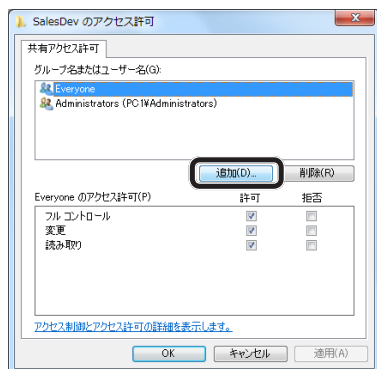 SalesDev のアクセス許可
共有アクセス許可
グループ名またはユーザー名(G):
Everyone
Administrators (PC1¥Administrators)
追加(D)... 削除(R)
Everyone のアクセス許可(P) 許可 拒否
フル コントロール
変更
読み取り
アクセス制御とアクセス許可の詳細を表示します。
OK キャンセル 適用(A)